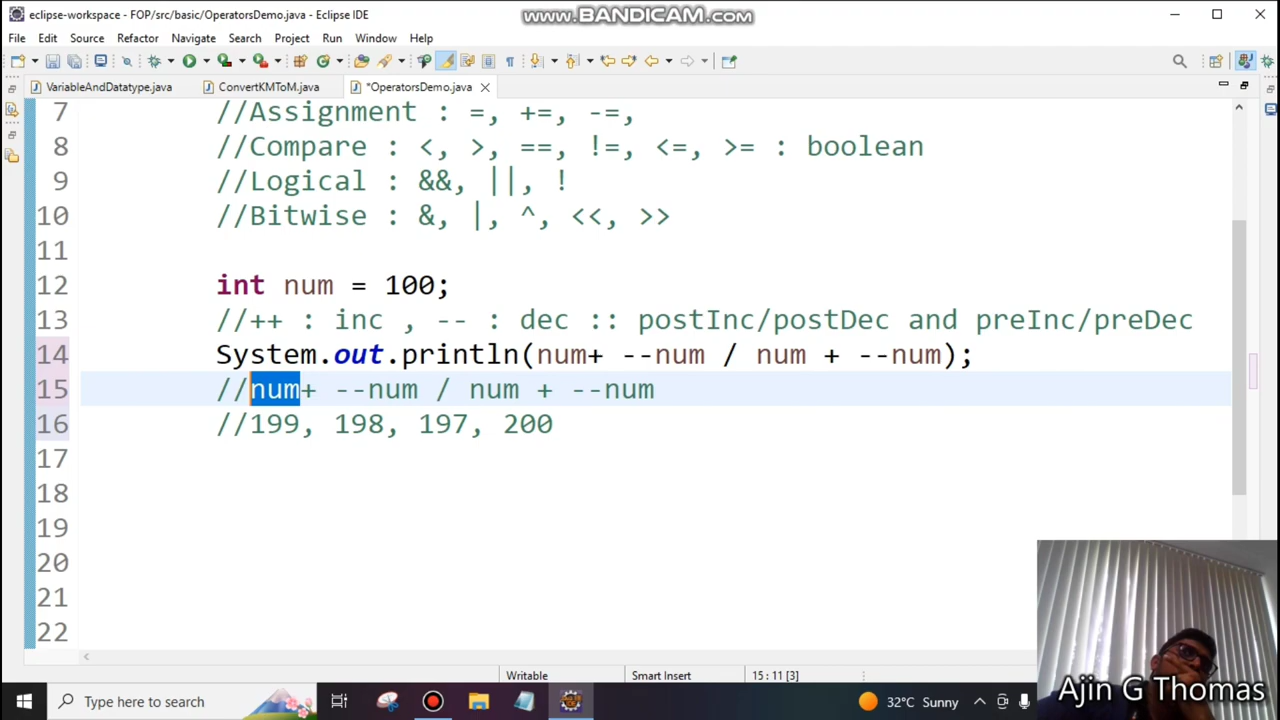 eclipse-workspace - FOP/src/basic/OperatorsDemo.java - Eclipse IDE
www.BANDICAM.com
File Edit Source Refactor Navigate Search Project Run Window Help
VariableAndDatatype.java ConvertKMToM.java *OperatorsDemo.java
7 //Assignment : =, +=, -=,
8 //Compare : <, >, ==, !=, <=, >= : boolean
9 //Logical : &&, ||, !
10 //Bitwise : &, |, ^, <<, >>
11
12 int num = 100;
13 //++ : inc , -- : dec :: postInc/postDec and preInc/preDec
14 System.out.println(num+ --num / num + --num);
15 //num+ --num / num + --num
16 //199, 198, 197, 200
17
18
19
20
21
22
Writable Smart Insert 15 : 11 [3]
Type here to search
32°C Sunny
Ajin G Thomas